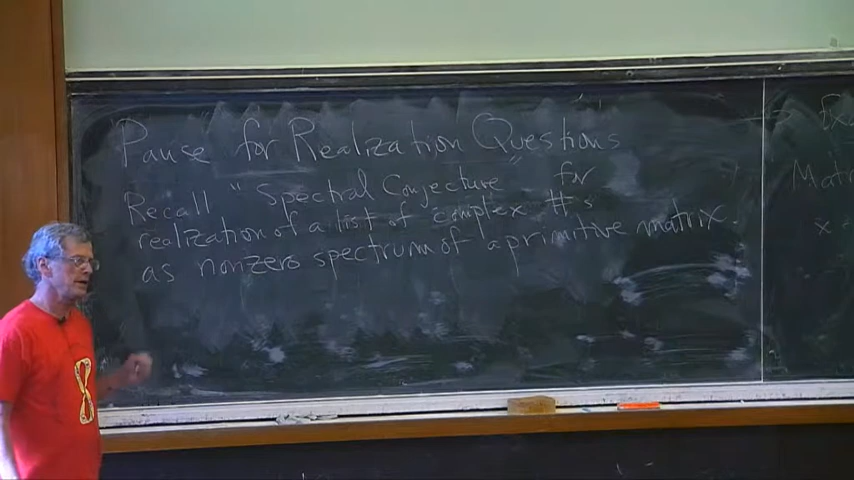 Pause for Realization Questions
Recall "Spectral Conjecture" for
realization of a list of complex #s
as nonzero spectrum of a primitive matrix.
Matr
x